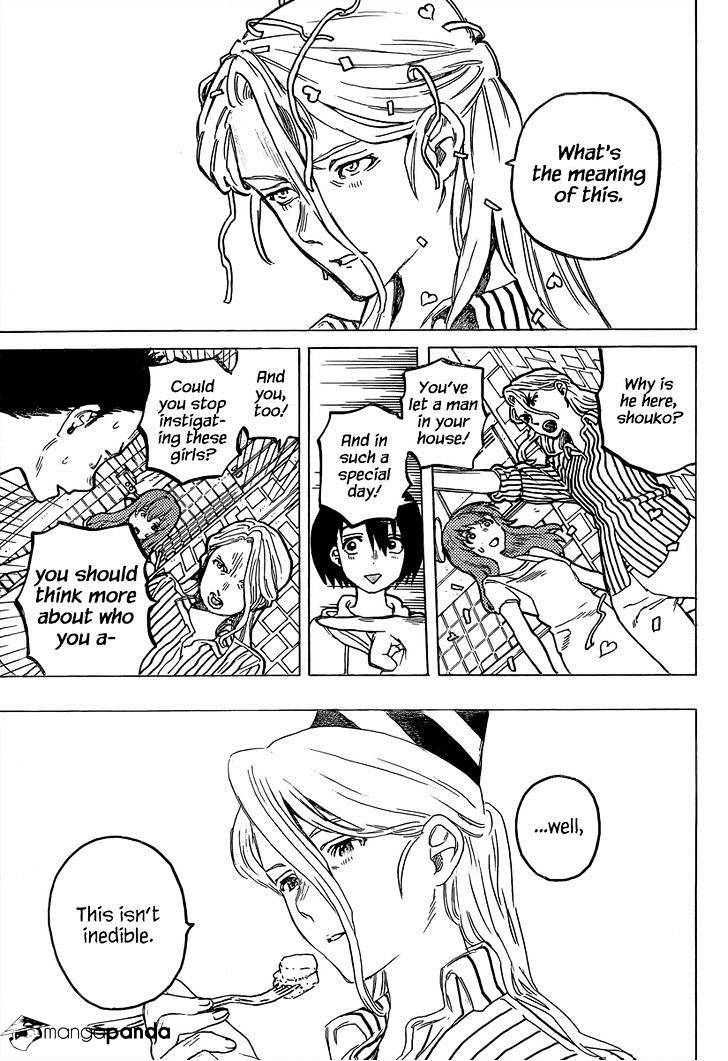 What's
the meaning
of this.
Why is
he here,
shouko?
You've
let a man
in your
house!
And in
such a
special
day!
And
you,
too!
Could
you stop
instigat-
ing these
girls?
you should
think more
about who
you a-
...well,
This isn't
inedible.
mangapanda